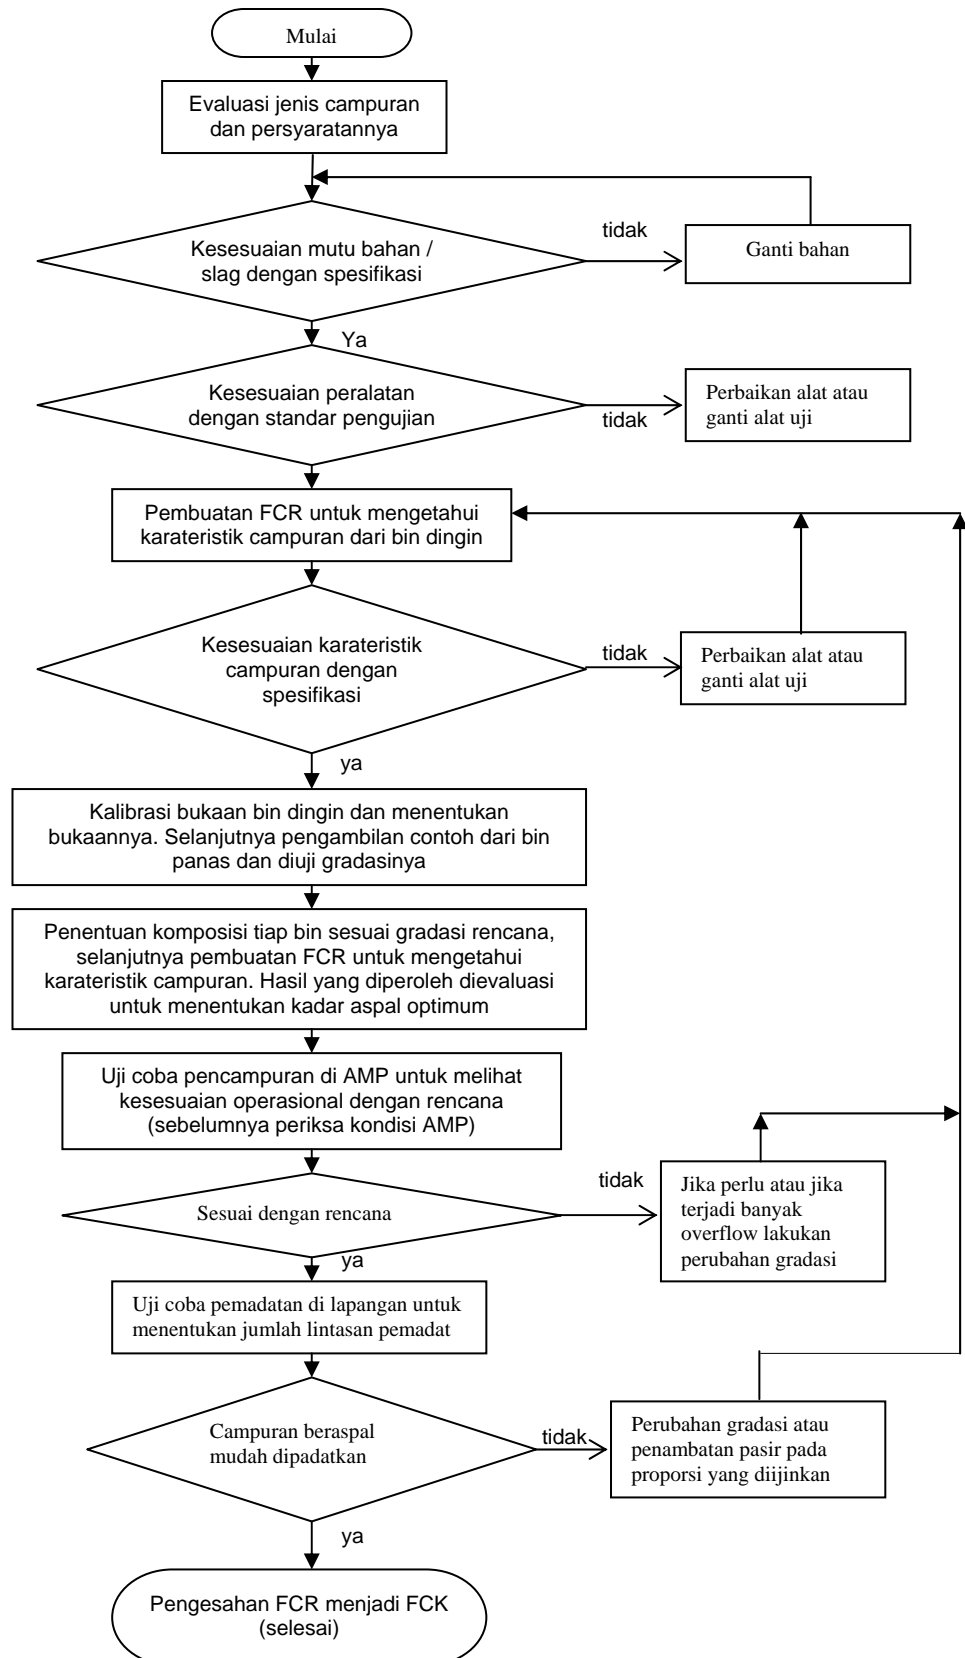 Mulai
Evaluasi jenis campuran
dan persyaratannya
Kesesuaian mutu bahan /
slag dengan spesifikasi
tidak
Ganti bahan
Ya
Kesesuaian peralatan
dengan standar pengujian
tidak
Perbaikan alat atau
ganti alat uji
Pembuatan FCR untuk mengetahui
karateristik campuran dari bin dingin
Kesesuaian karateristik
campuran dengan
spesifikasi
tidak
Perbaikan alat atau
ganti alat uji
ya
Kalibrasi bukaan bin dingin dan menentukan
bukaannya. Selanjutnya pengambilan contoh dari bin
panas dan diuji gradasinya
Penentuan komposisi tiap bin sesuai gradasi rencana,
selanjutnya pembuatan FCR untuk mengetahui
karateristik campuran. Hasil yang diperoleh dievaluasi
untuk menentukan kadar aspal optimum
Uji coba pencampuran di AMP untuk melihat
kesesuaian operasional dengan rencana
(sebelumnya periksa kondisi AMP)
Sesuai dengan rencana
tidak
Jika perlu atau jika
terjadi banyak
overflow lakukan
perubahan gradasi
ya
Uji coba pemadatan di lapangan untuk
menentukan jumlah lintasan pemadat
Campuran beraspal
mudah dipadatkan
tidak
Perubahan gradasi atau
penambatan pasir pada
proporsi yang diijinkan
ya
Pengesahan FCR menjadi FCK
(selesai)